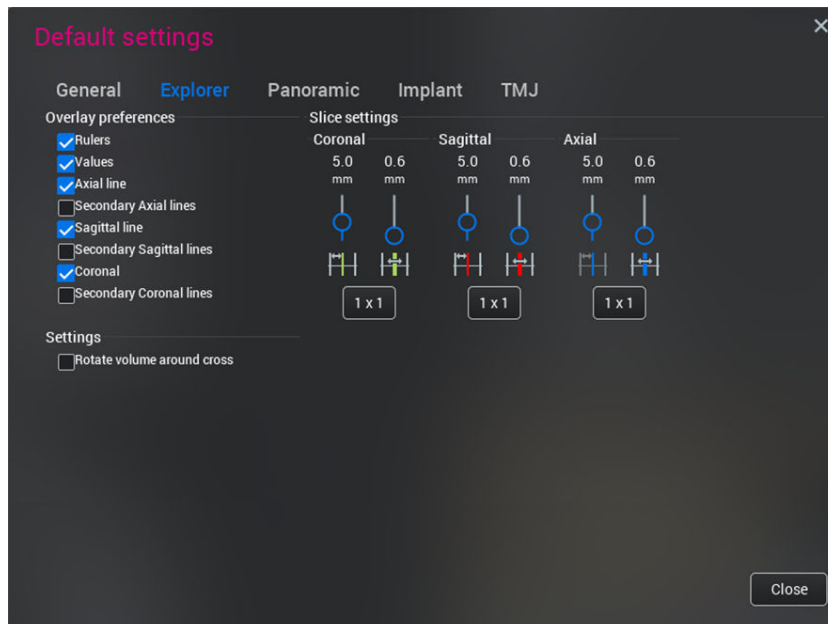 Default settings
General Explorer Panoramic Implant TMJ
Overlay preferences
Rulers
Values
Axial line
Secondary Axial lines
Sagittal line
Secondary Sagittal lines
Coronal
Secondary Coronal lines
Settings
Rotate volume around cross
Slice settings
Coronal Sagittal Axial
5.0 0.6 5.0 0.6 5.0 0.6
mm mm mm mm mm mm
1 x 1 1 x 1 1 x 1
Close